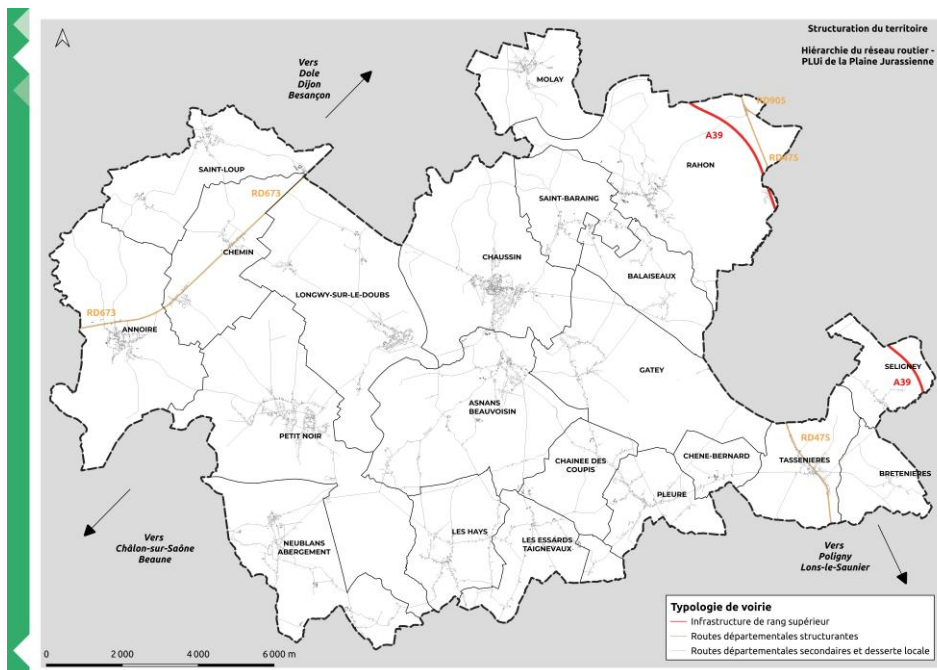 Structuration du territoire
Hiérarchie du réseau routier -
PLUi de la Plaine Jurassienne
Vers
Dole
Dijon
Besançon
MOLAY
RD905
A39
RD475
RAHON
SAINT-LOUP
RD673
SAINT-BARAING
CHEMIN
CHAUSSIN
BALAISEAUX
LONGWY-SUR-LE-DOUBS
RD673
ANNOIRE
SELIGNEY
GATEY
A39
ASNANS
BEAUVOISIN
PETIT NOIR
RD475
CHENE-BERNARD
TASSENIERES
CHAINEE DES
COUPIS
BRETENIERES
PLEURE
LES HAYS
LES ESSARDS
TAIGNEVAUX
NEUBLANS
ABERGEMENT
Vers
Châlon-sur-Saône
Beaune
Vers
Poligny
Lons-le-Saunier
Typologie de voirie
Infrastructure de rang supérieur
Routes départementales structurantes
Routes départementales secondaires et desserte locale
0 2 000 4 000 6 000 m